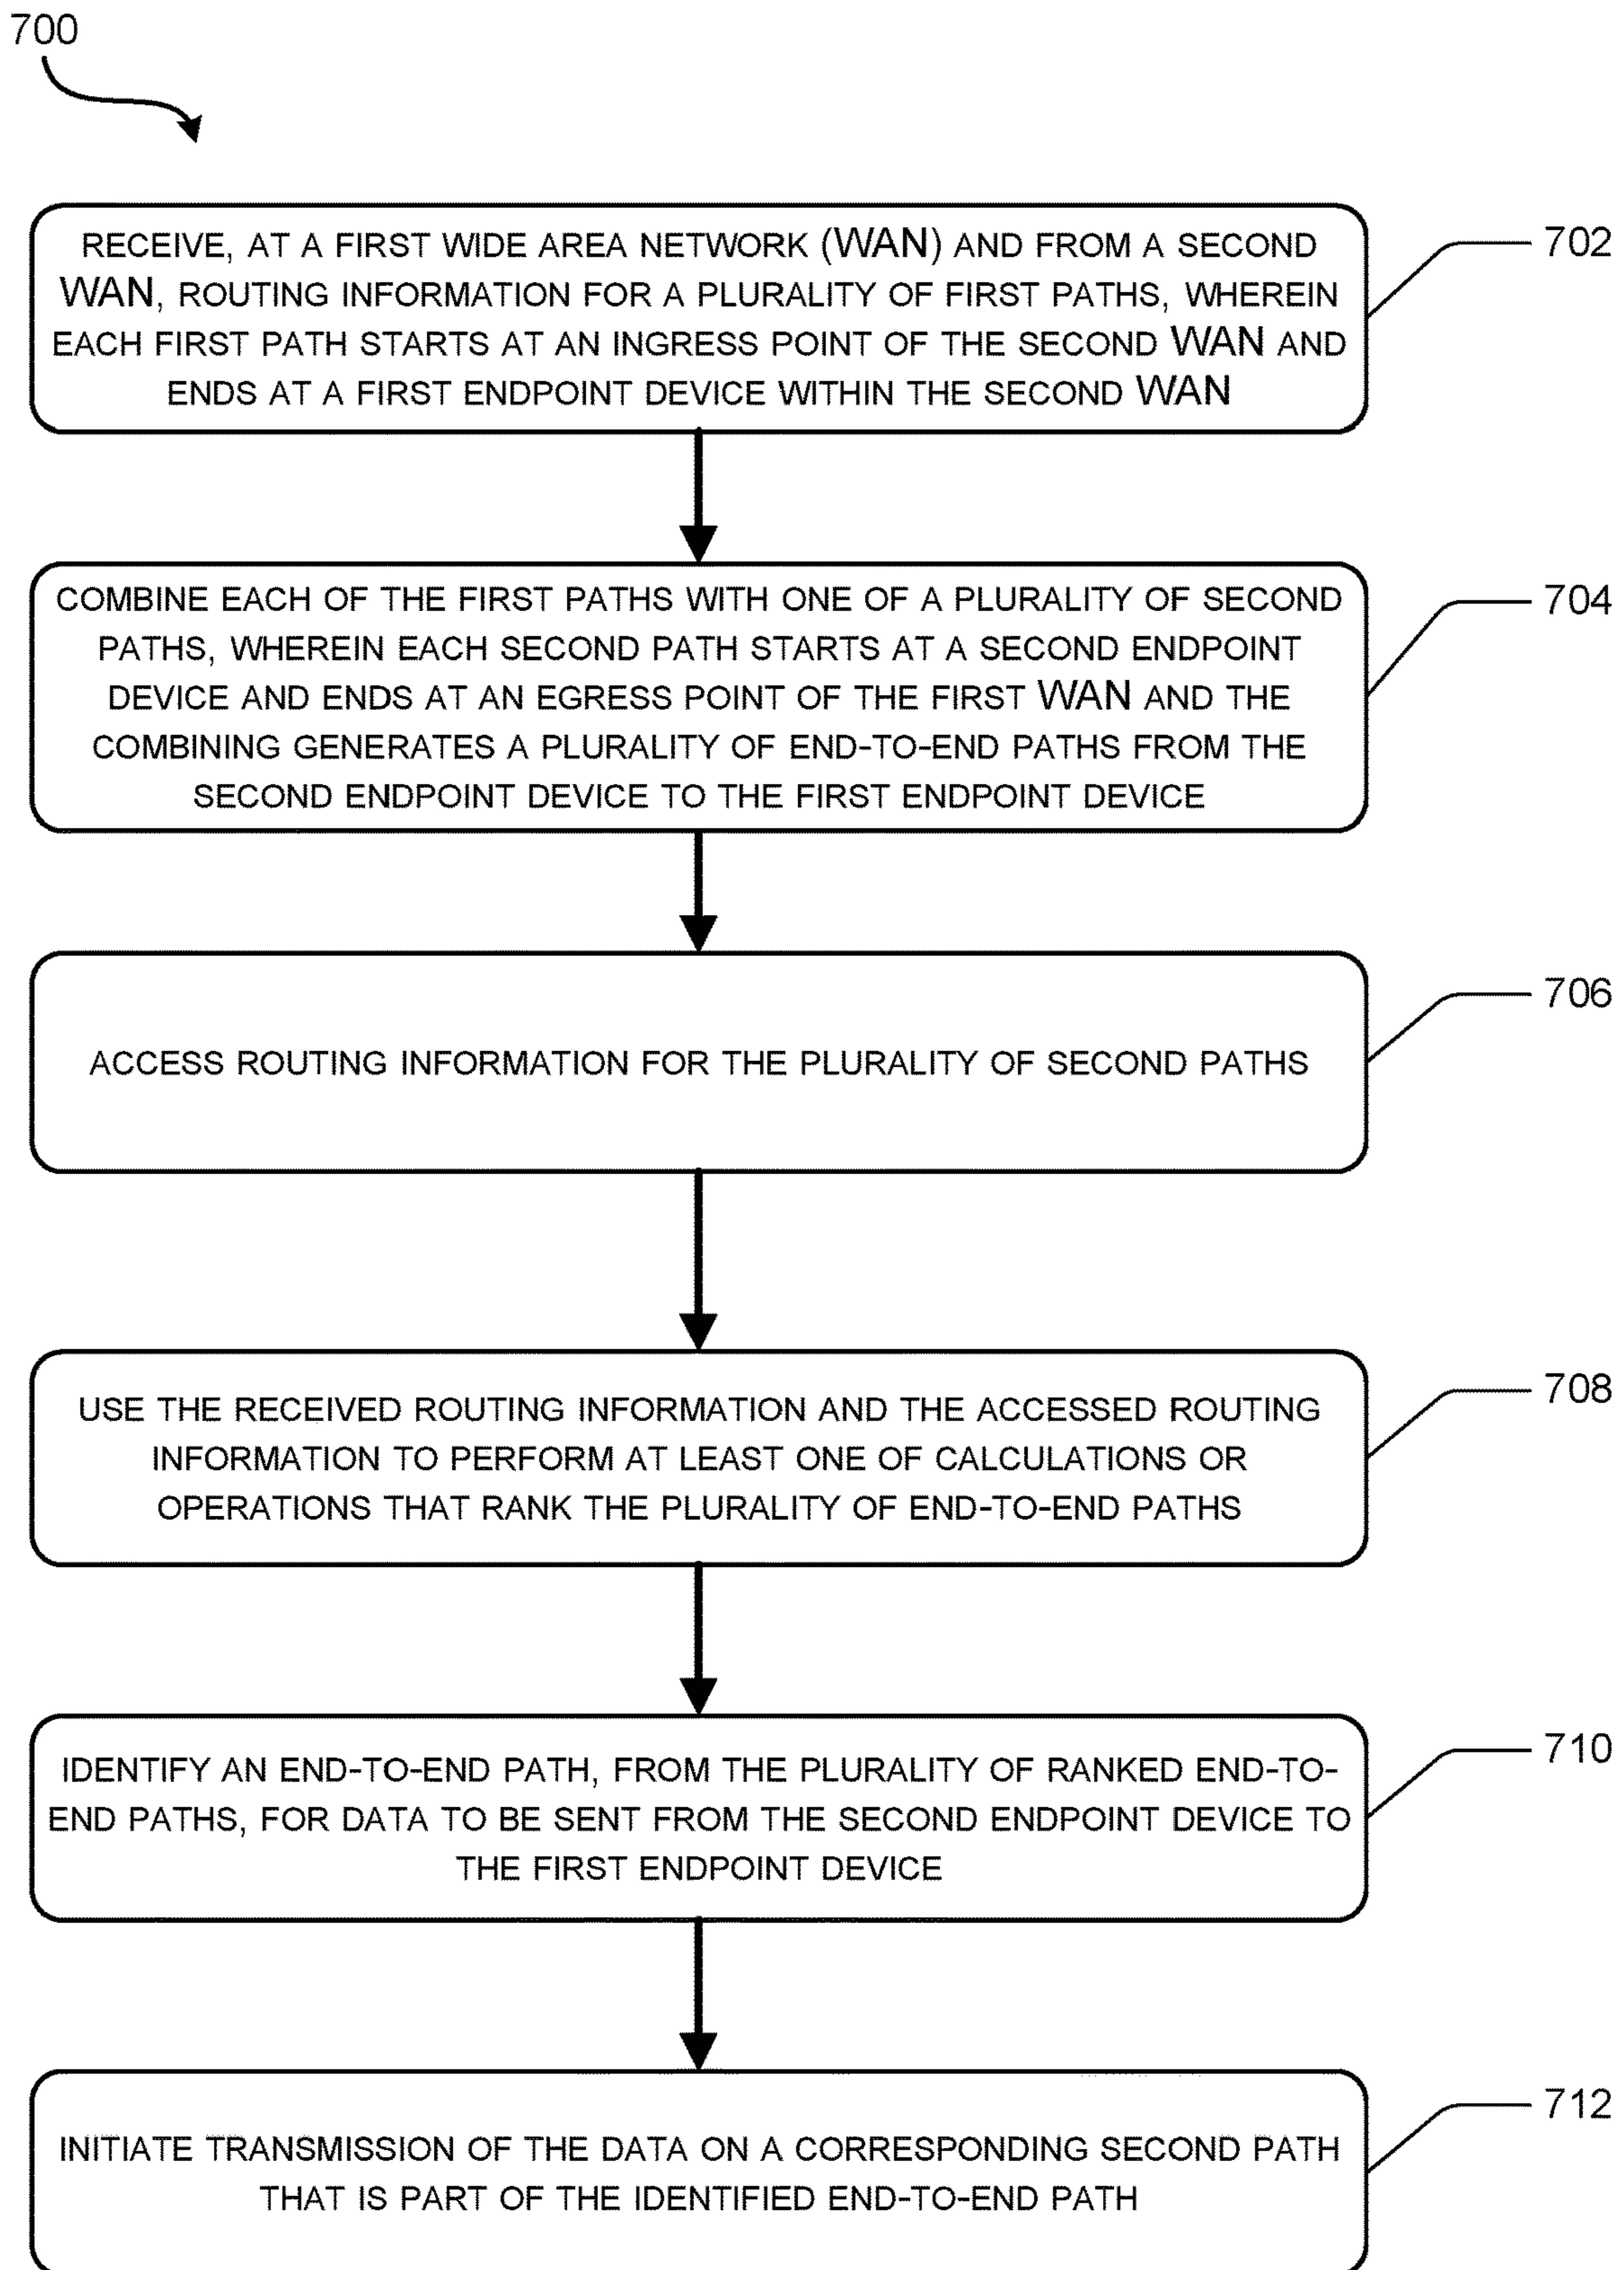 700
RECEIVE, AT A FIRST WIDE AREA NETWORK (WAN) AND FROM A SECOND
WAN, ROUTING INFORMATION FOR A PLURALITY OF FIRST PATHS, WHEREIN
EACH FIRST PATH STARTS AT AN INGRESS POINT OF THE SECOND WAN AND
ENDS AT A FIRST ENDPOINT DEVICE WITHIN THE SECOND WAN
702
COMBINE EACH OF THE FIRST PATHS WITH ONE OF A PLURALITY OF SECOND
PATHS, WHEREIN EACH SECOND PATH STARTS AT A SECOND ENDPOINT
DEVICE AND ENDS AT AN EGRESS POINT OF THE FIRST WAN AND THE
COMBINING GENERATES A PLURALITY OF END-TO-END PATHS FROM THE
SECOND ENDPOINT DEVICE TO THE FIRST ENDPOINT DEVICE
704
ACCESS ROUTING INFORMATION FOR THE PLURALITY OF SECOND PATHS
706
USE THE RECEIVED ROUTING INFORMATION AND THE ACCESSED ROUTING
INFORMATION TO PERFORM AT LEAST ONE OF CALCULATIONS OR
OPERATIONS THAT RANK THE PLURALITY OF END-TO-END PATHS
708
IDENTIFY AN END-TO-END PATH, FROM THE PLURALITY OF RANKED END-TO-
END PATHS, FOR DATA TO BE SENT FROM THE SECOND ENDPOINT DEVICE TO
THE FIRST ENDPOINT DEVICE
710
INITIATE TRANSMISSION OF THE DATA ON A CORRESPONDING SECOND PATH
THAT IS PART OF THE IDENTIFIED END-TO-END PATH
712